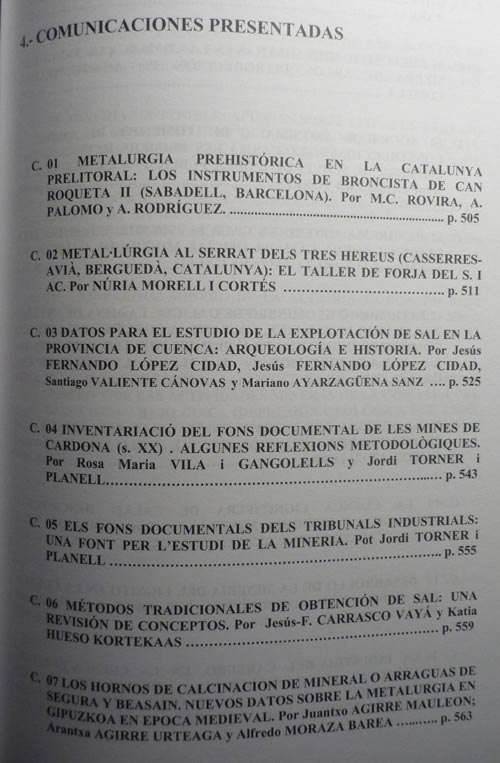 4.- COMUNICACIONES PRESENTADAS
C. 01 METALURGIA PREHISTÓRICA EN LA CATALUNYA
PRELITORAL: LOS INSTRUMENTOS DE BRONCISTA DE CAN
ROQUETA II (SABADELL, BARCELONA). Por M.C. ROVIRA, A.
PALOMO y A. RODRÍGUEZ. ................................................ p. 505
C. 02 METAL·LÚRGIA AL SERRAT DELS TRES HEREUS (CASSERRES-
AVIÀ, BERGUEDÀ, CATALUNYA): EL TALLER DE FORJA DEL S. I
AC. Por NÚRIA MORELL I CORTÉS ................................... p. 511
C. 03 DATOS PARA EL ESTUDIO DE LA EXPLOTACIÓN DE SAL EN LA
PROVINCIA DE CUENCA: ARQUEOLOGÍA E HISTORIA. Por Jesús
FERNANDO LÓPEZ CIDAD, Jesús FERNANDO LÓPEZ CIDAD,
Santiago VALIENTE CÁNOVAS y Mariano AYARZAGÜENA SANZ .... p. 525
C. 04 INVENTARIACIÓ DEL FONS DOCUMENTAL DE LES MINES DE
CARDONA (s. XX) . ALGUNES REFLEXIONS METODOLÒGIQUES.
Por Rosa Maria VILA i GANGOLELLS y Jordi TORNER i
PLANELL.................................................................... p. 543
C. 05 ELS FONS DOCUMENTALS DELS TRIBUNALS INDUSTRIALS:
UNA FONT PER L'ESTUDI DE LA MINERIA. Pot Jordi TORNER i
PLANELL .................................................................... p. 555
C. 06 MÉTODOS TRADICIONALES DE OBTENCIÓN DE SAL: UNA
REVISIÓN DE CONCEPTOS. Por Jesús-F. CARRASCO VAYÁ y Katia
HUESO KORTEKAAS ....................................................... p. 559
C. 07 LOS HORNOS DE CALCINACION DE MINERAL O ARRAGUAS DE
SEGURA Y BEASAIN. NUEVOS DATOS SOBRE LA METALURGIA EN
GIPUZKOA EN EPOCA MEDIEVAL. Por Juantxo AGIRRE MAULEON;
Arantxa AGIRRE URTEAGA y Alfredo MORAZA BAREA ........... p. 563